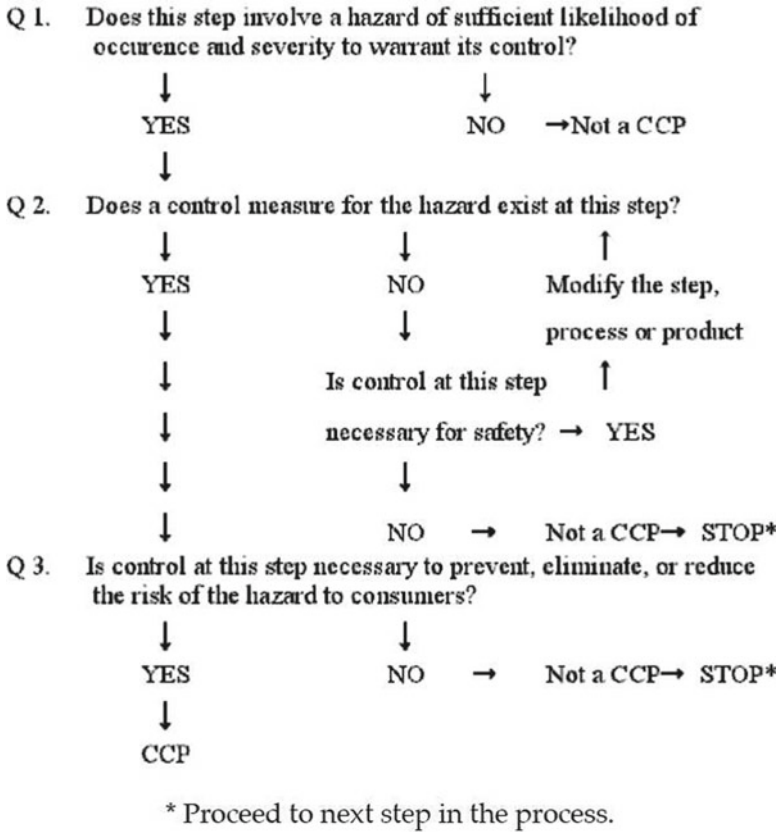 Q 1. Does this step involve a hazard of sufficient likelihood of
occurence and severity to warrant its control?
↓ ↓
YES NO →Not a CCP
↓
Q 2. Does a control measure for the hazard exist at this step?
↓ ↓ ↑
YES NO Modify the step,
↓ ↓ process or product
↓ Is control at this step ↑
↓ necessary for safety? → YES
↓ ↓
↓ NO → Not a CCP→ STOP*
Q 3. Is control at this step necessary to prevent, eliminate, or reduce
the risk of the hazard to consumers?
↓ ↓
YES NO → Not a CCP→ STOP*
↓
CCP
* Proceed to next step in the process.